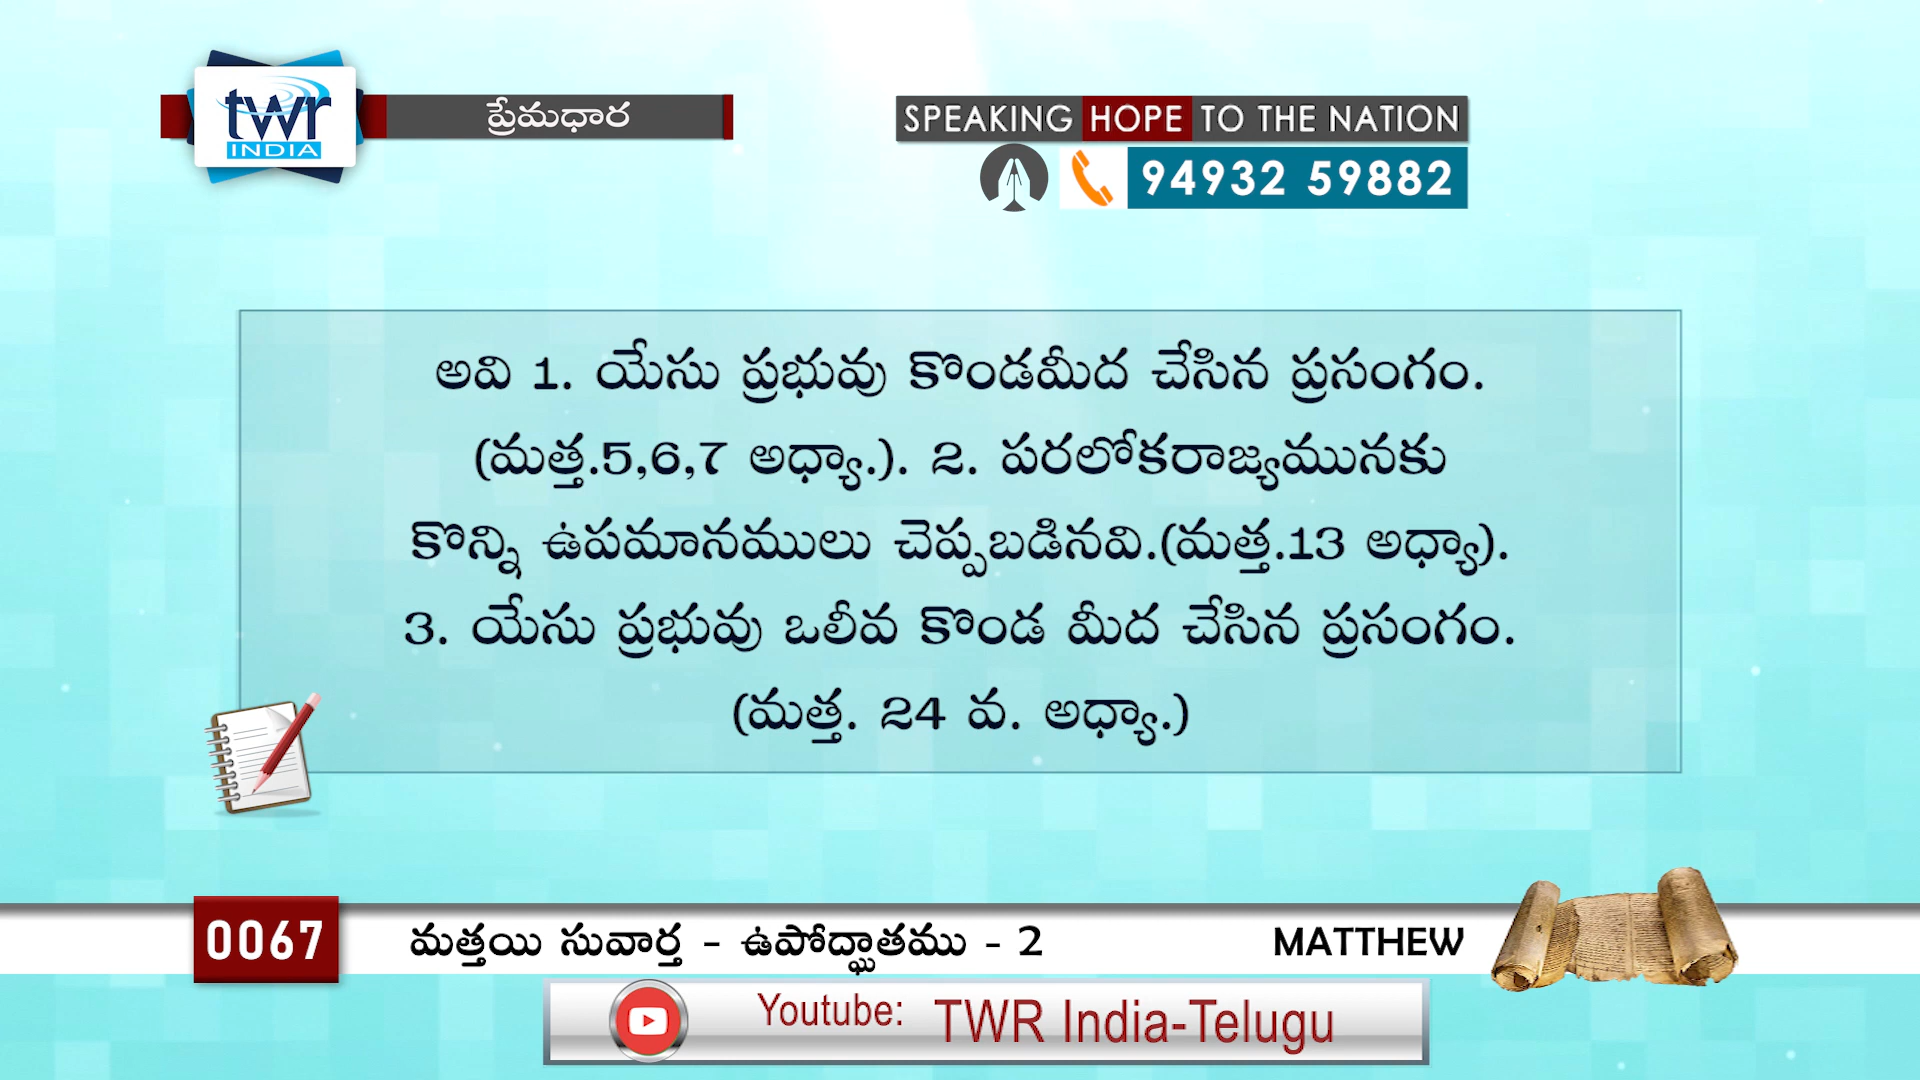 twr
INDIA
ప్రేమధార
SPEAKING HOPE TO THE NATION
94932 59882
అవి 1. యేసు ప్రభువు కొండమీద చేసిన ప్రసంగం.
(మత్త.5,6,7 అధ్యా.). 2. పరలోకరాజ్యమునకు
కొన్ని ఉపమానములు చెప్పబడినవి.(మత్త.13 అధ్యా).
3. యేసు ప్రభువు ఒలీవ కొండ మీద చేసిన ప్రసంగం.
(మత్త. 24 వ. అధ్యా.)
0067
మత్తయి సువార్త - ఉపోద్ఘాతము - 2
MATTHEW
Youtube: TWR India-Telugu